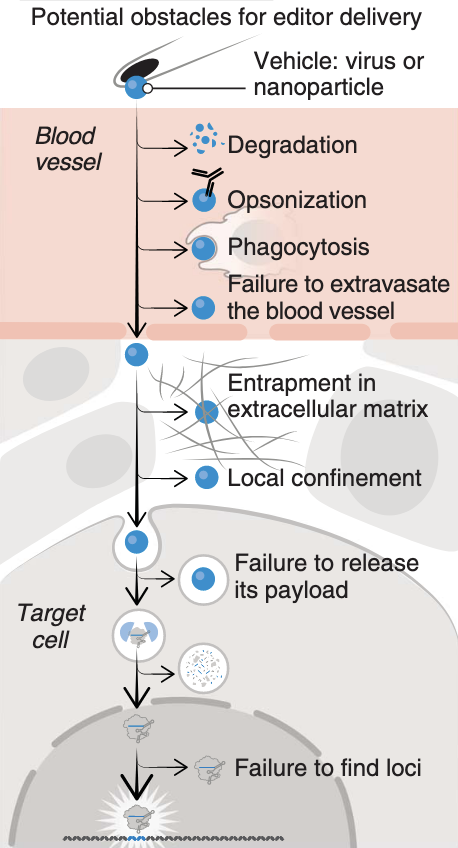 Potential obstacles for editor delivery
Vehicle: virus or
nanoparticle
Blood
vessel
Degradation
Opsonization
Phagocytosis
Failure to extravasate
the blood vessel
Entrapment in
extracellular matrix
Local confinement
Failure to release
its payload
Target
cell
Failure to find loci